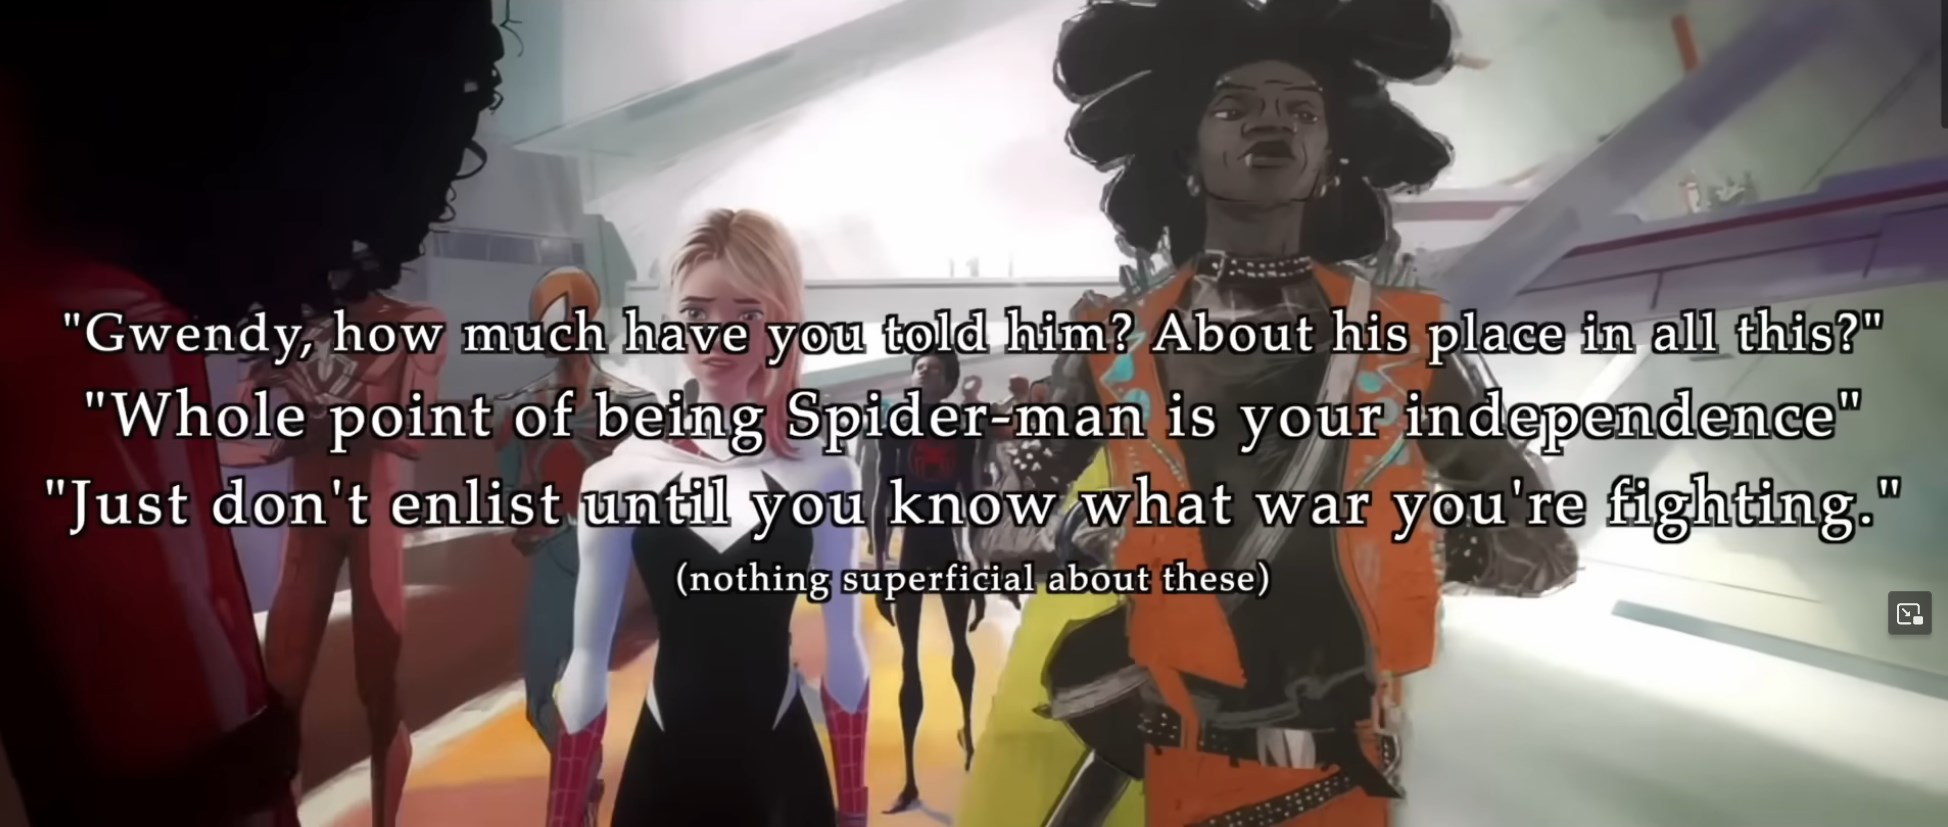 "Gwendy, how much have you told him? About his place in all this?"
"Whole point of being Spider-man is your independence"
"Just don't enlist until you know what war you're fighting."
(nothing superficial about these)